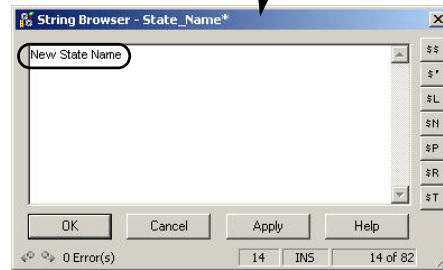 String Browser - State_Name*
New State Name
$$
$'
$L
$N
$P
$R
$T
OK Cancel Apply Help
0 Error(s) 14 INS 14 of 82